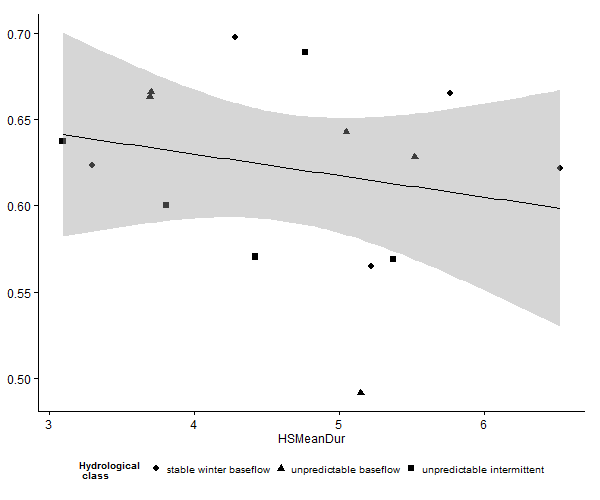 0.70
0.65
0.60
0.55
0.50
3 4 5 6
HSMeanDur
Hydrological class stable winter baseflow unpredictable baseflow unpredictable intermittent